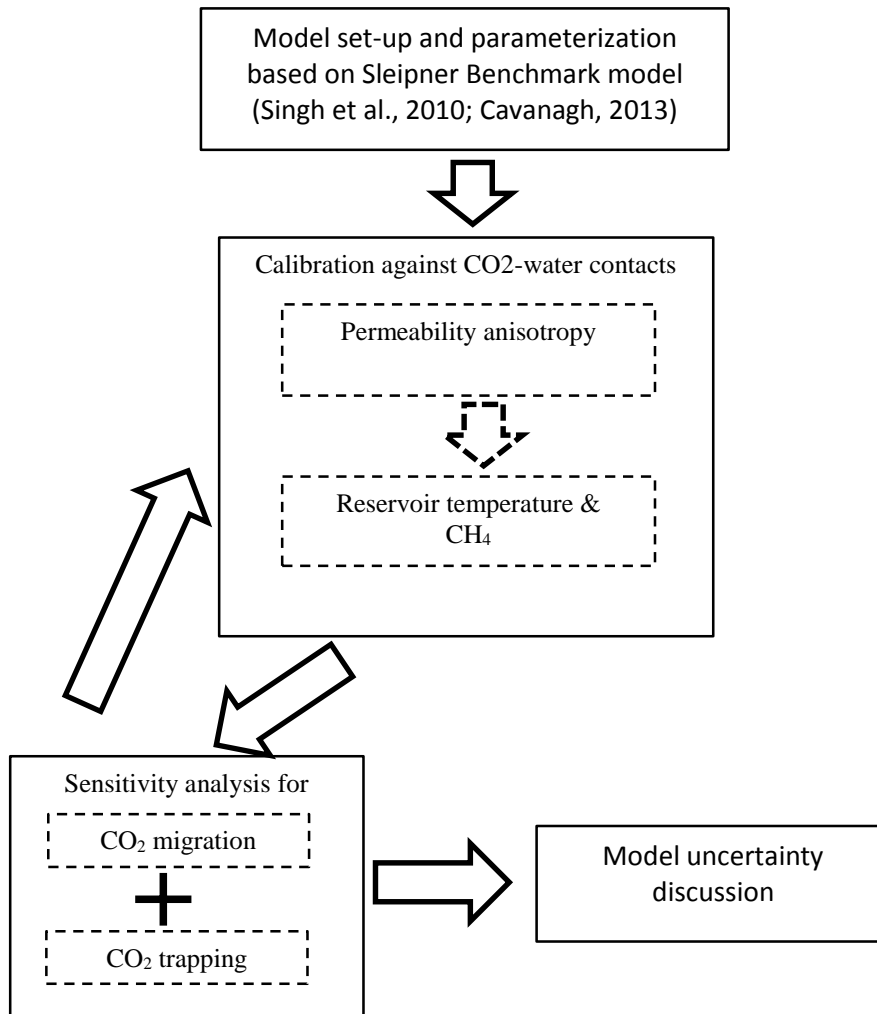 Model set-up and parameterization
based on Sleipner Benchmark model
(Singh et al., 2010; Cavanagh, 2013)
Calibration against CO2-water contacts
Permeability anisotropy
Reservoir temperature &
CH₄
Sensitivity analysis for
CO₂ migration
CO₂ trapping
Model uncertainty
discussion